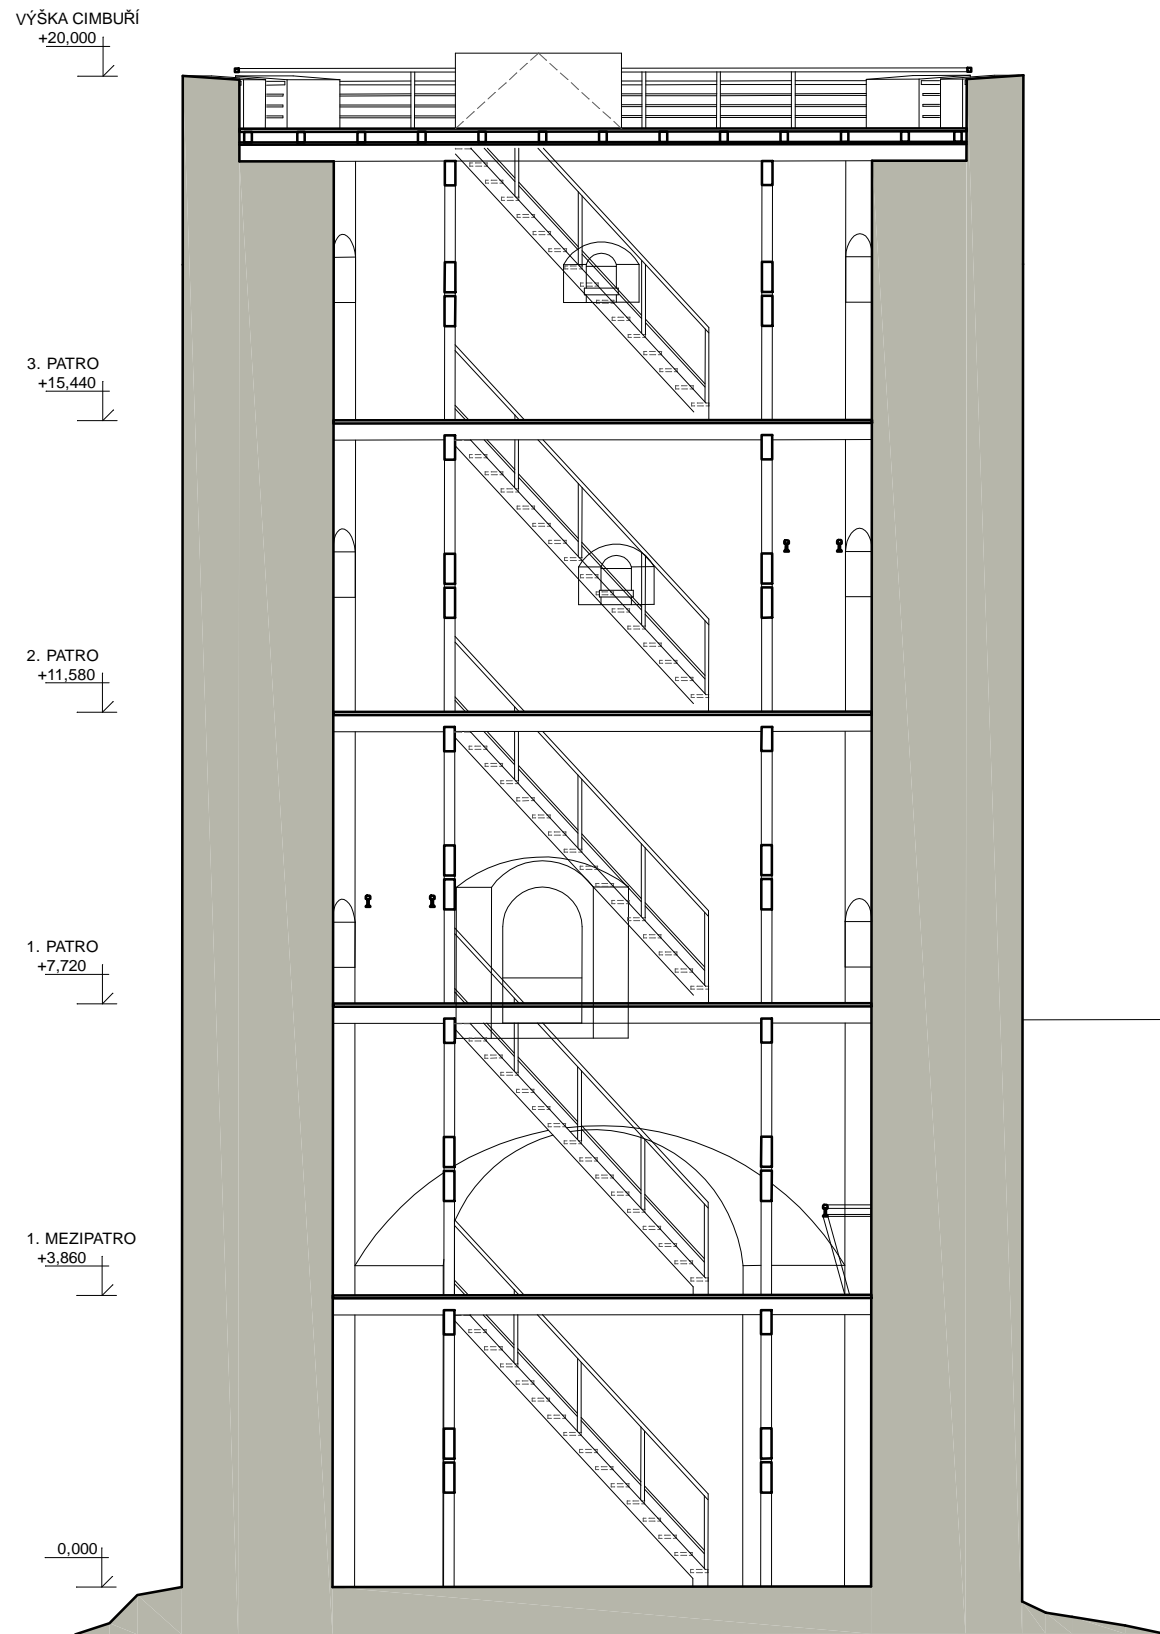 VÝŠKA CIMBUŘÍ
+20,000
3. PATRO
+15,440
2. PATRO
+11,580
1. PATRO
+7,720
1. MEZIPATRO
+3,860
0,000